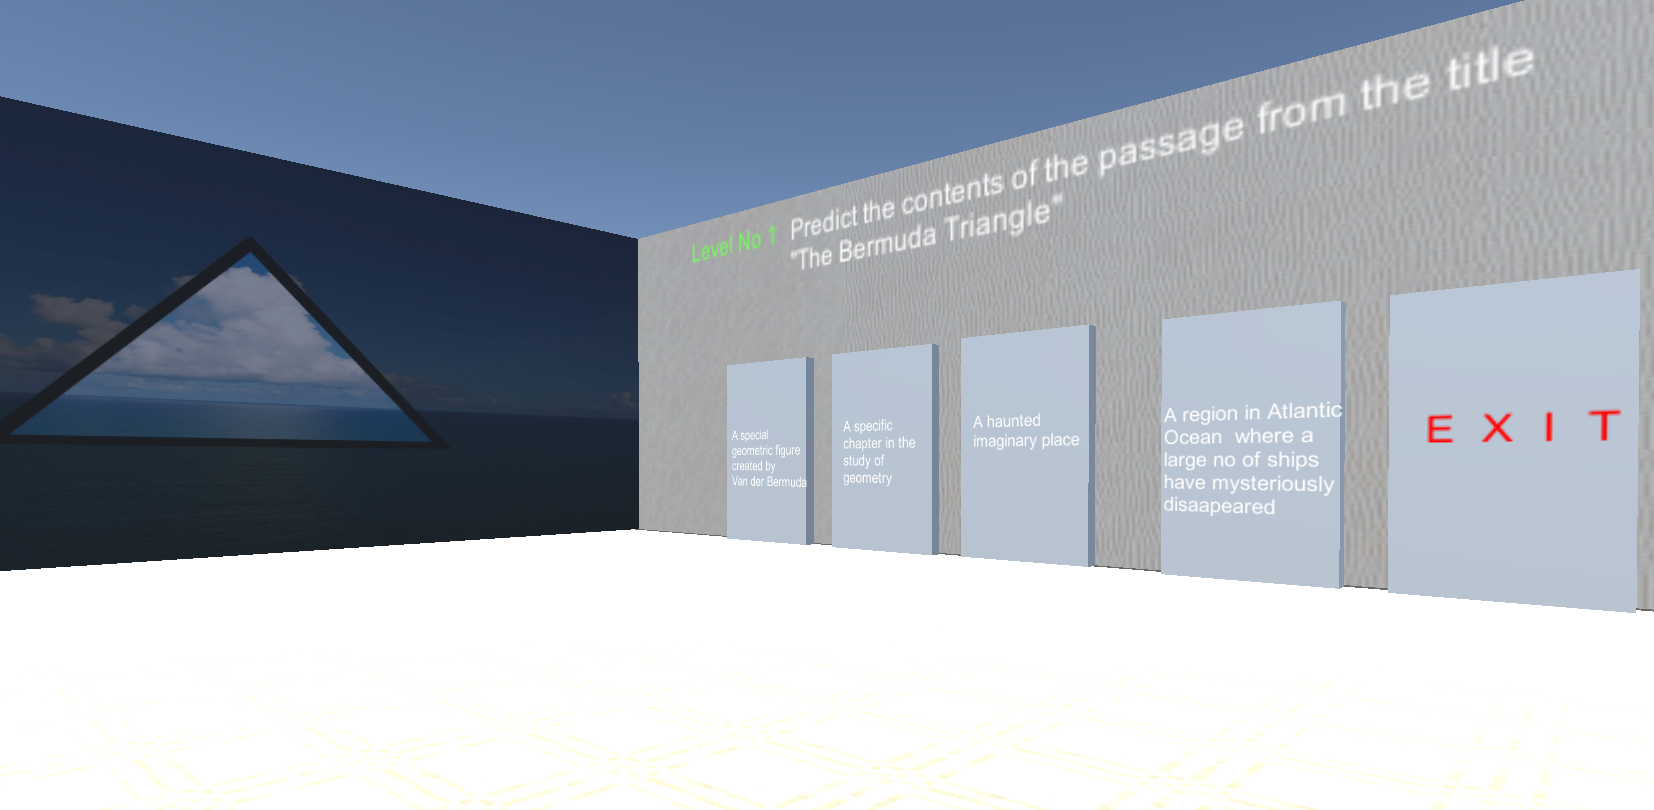 Level No 1
Predict the contents of the passage from the title
"The Bermuda Triangle"
A special
geometric figure
created by
Van der Bermuda
A specific
chapter in the
study of
geometry
A haunted
imaginary place
A region in Atlantic
Ocean  where a
large no of ships
have mysteriously
disaapeared
E X I T